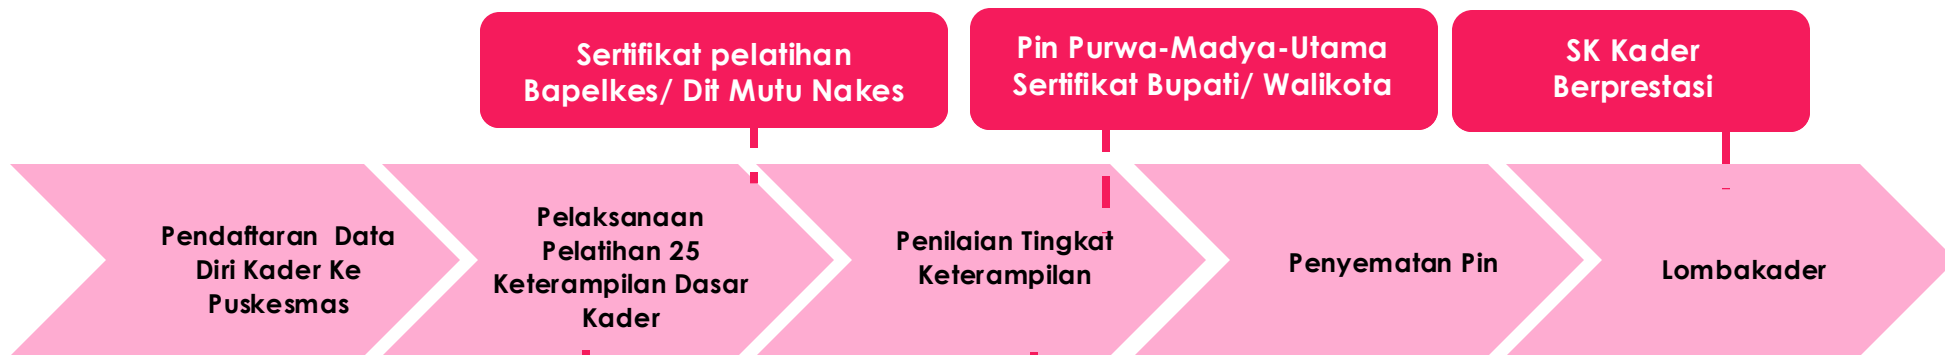 Sertifikat pelatihan
Bapelkes/ Dit Mutu Nakes
Pin Purwa-Madya-Utama
Sertifikat Bupati/ Walikota
SK Kader
Berprestasi
Pendaftaran Data
Diri Kader Ke
Puskesmas
Pelaksanaan
Pelatihan 25
Keterampilan Dasar
Kader
Penilaian Tingkat
Keterampilan
Penyematan Pin
Lombakader